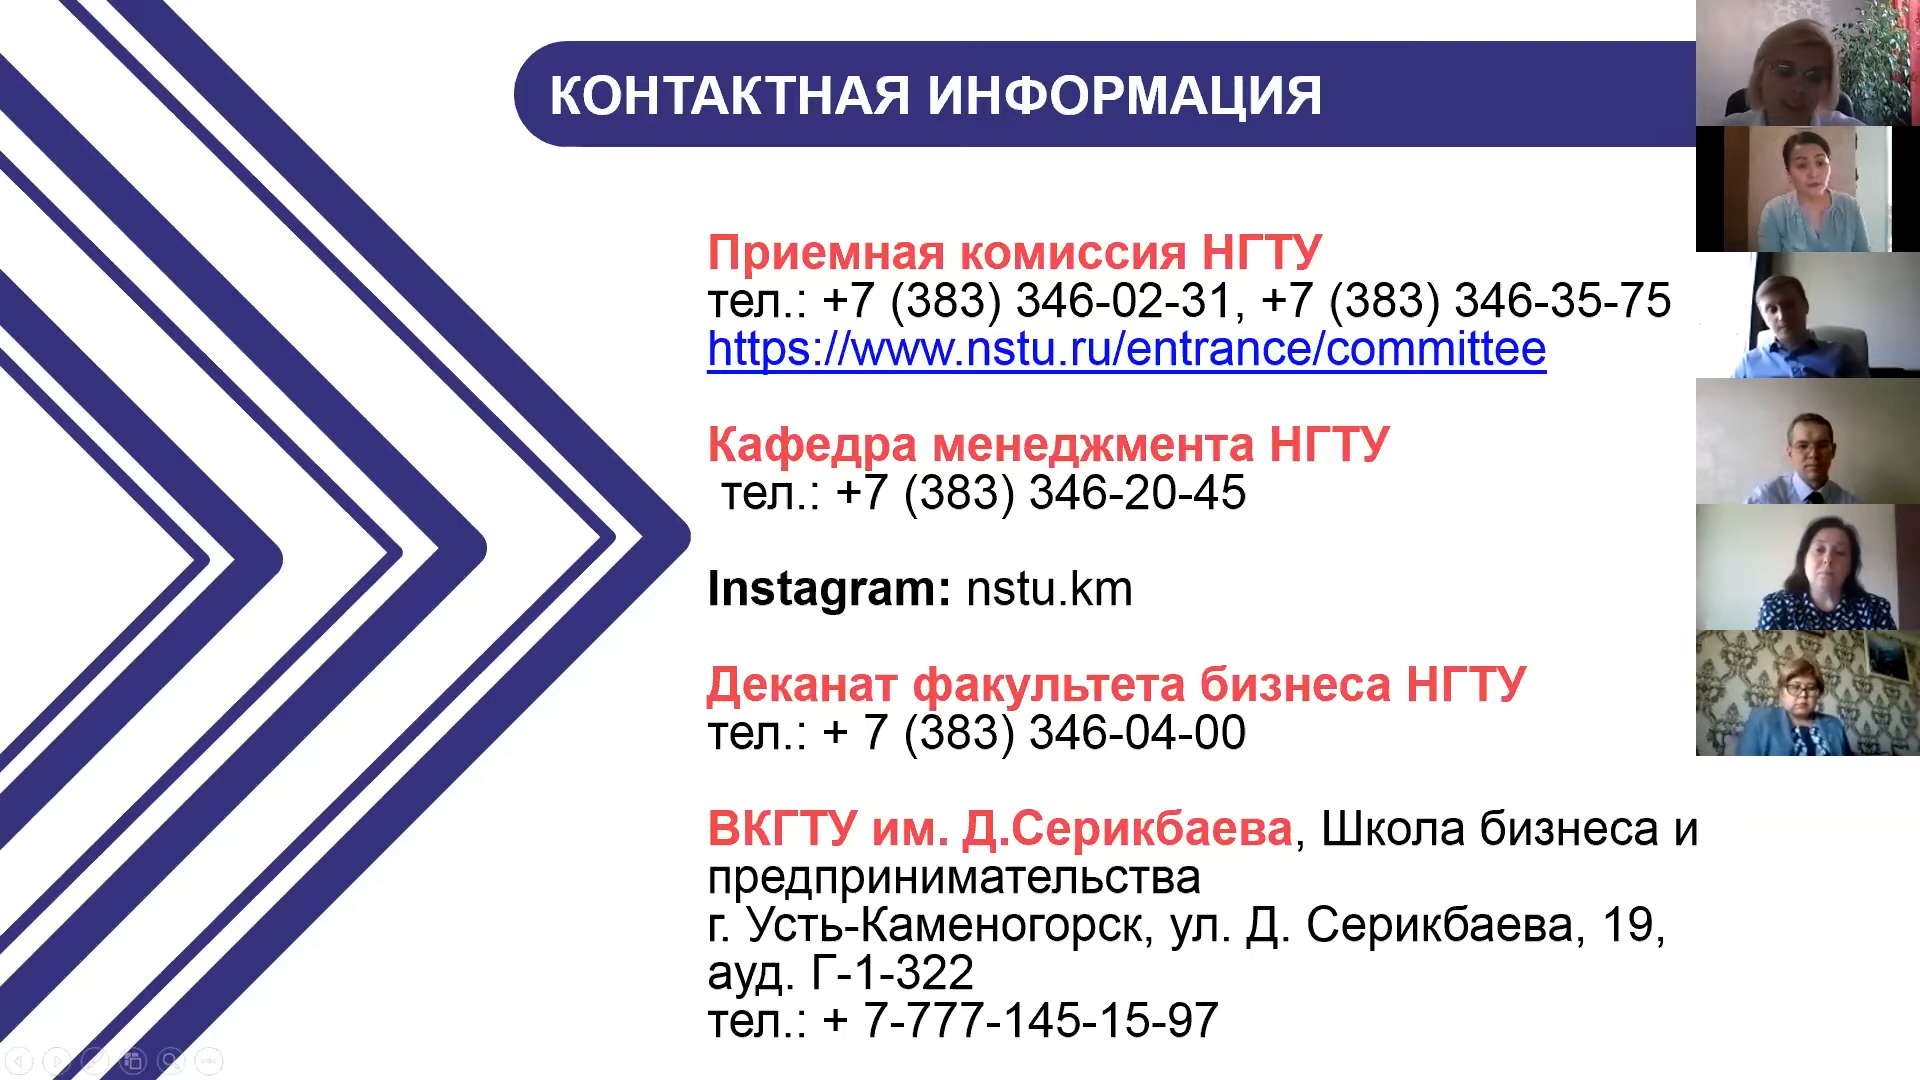 КОНТАКТНАЯ ИНФОРМАЦИЯ
Приемная комиссия НГТУ
тел.: +7 (383) 346-02-31, +7 (383) 346-35-75
https://www.nstu.ru/entrance/committee
Кафедра менеджмента НГТУ
тел.: +7 (383) 346-20-45
Instagram: nstu.km
Деканат факультета бизнеса НГТУ
тел.: + 7 (383) 346-04-00
ВКГТУ им. Д.Серикбаева, Школа бизнеса и
предпринимательства
г. Усть-Каменогорск, ул. Д. Серикбаева, 19,
ауд. Г-1-322
тел.: + 7-777-145-15-97